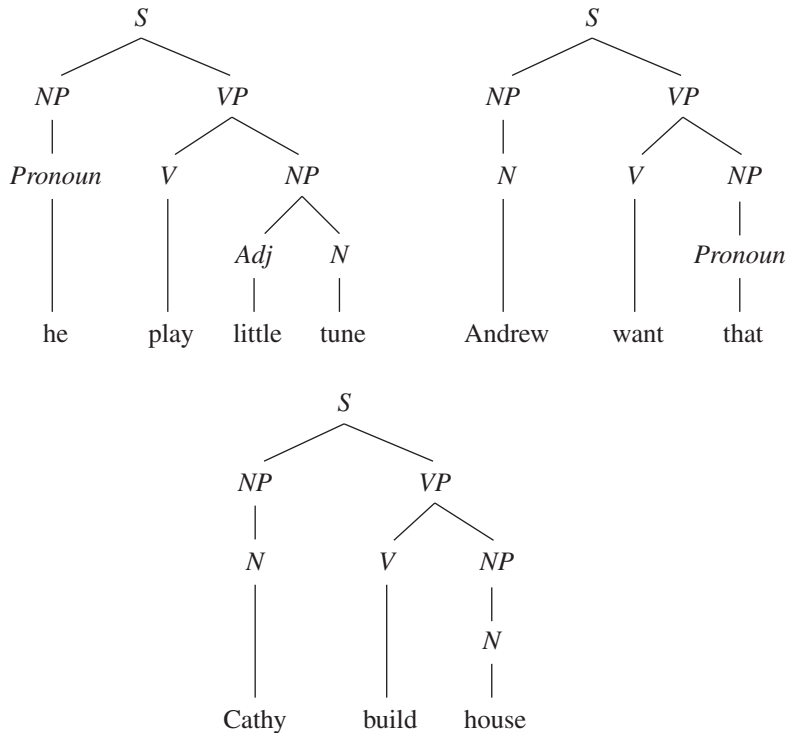 S S
NP VP NP VP
Pronoun V NP N V NP
Adj N Pronoun
he play little tune Andrew want that
S
NP VP
N V NP
N
Cathy build house